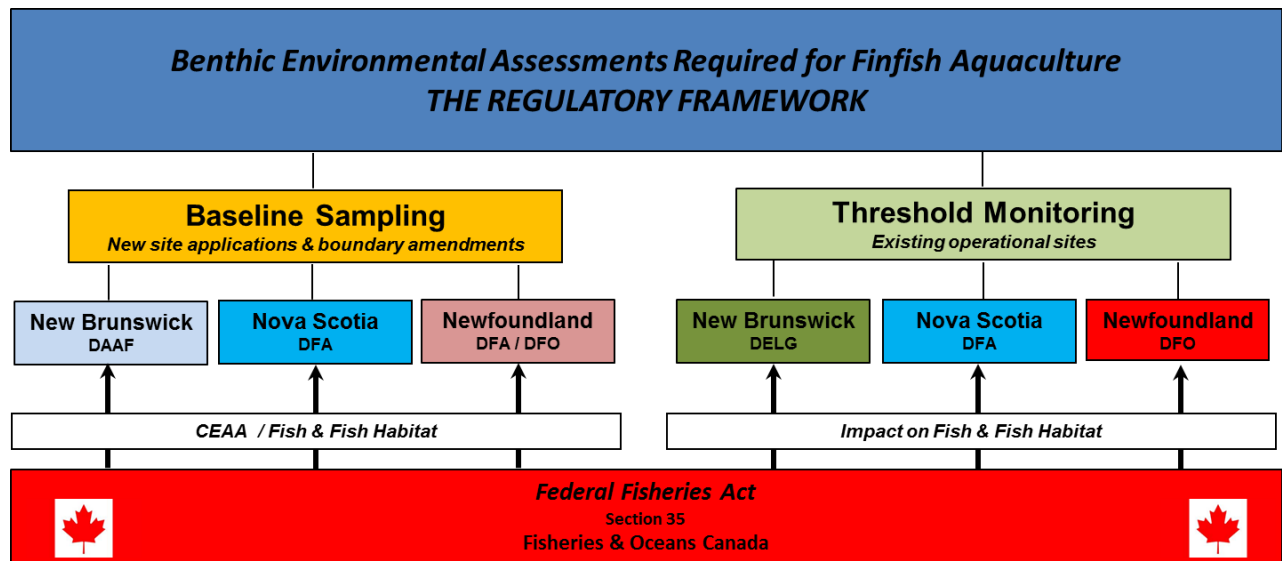 Benthic Environmental Assessments Required for Finfish Aquaculture
THE REGULATORY FRAMEWORK
Baseline Sampling
New site applications & boundary amendments
Threshold Monitoring
Existing operational sites
New Brunswick
DAAF
Nova Scotia
DFA
Newfoundland
DFA / DFO
New Brunswick
DELG
Nova Scotia
DFA
Newfoundland
DFO
CEAA / Fish & Fish Habitat
Impact on Fish & Fish Habitat
Federal Fisheries Act
Section 35
Fisheries & Oceans Canada